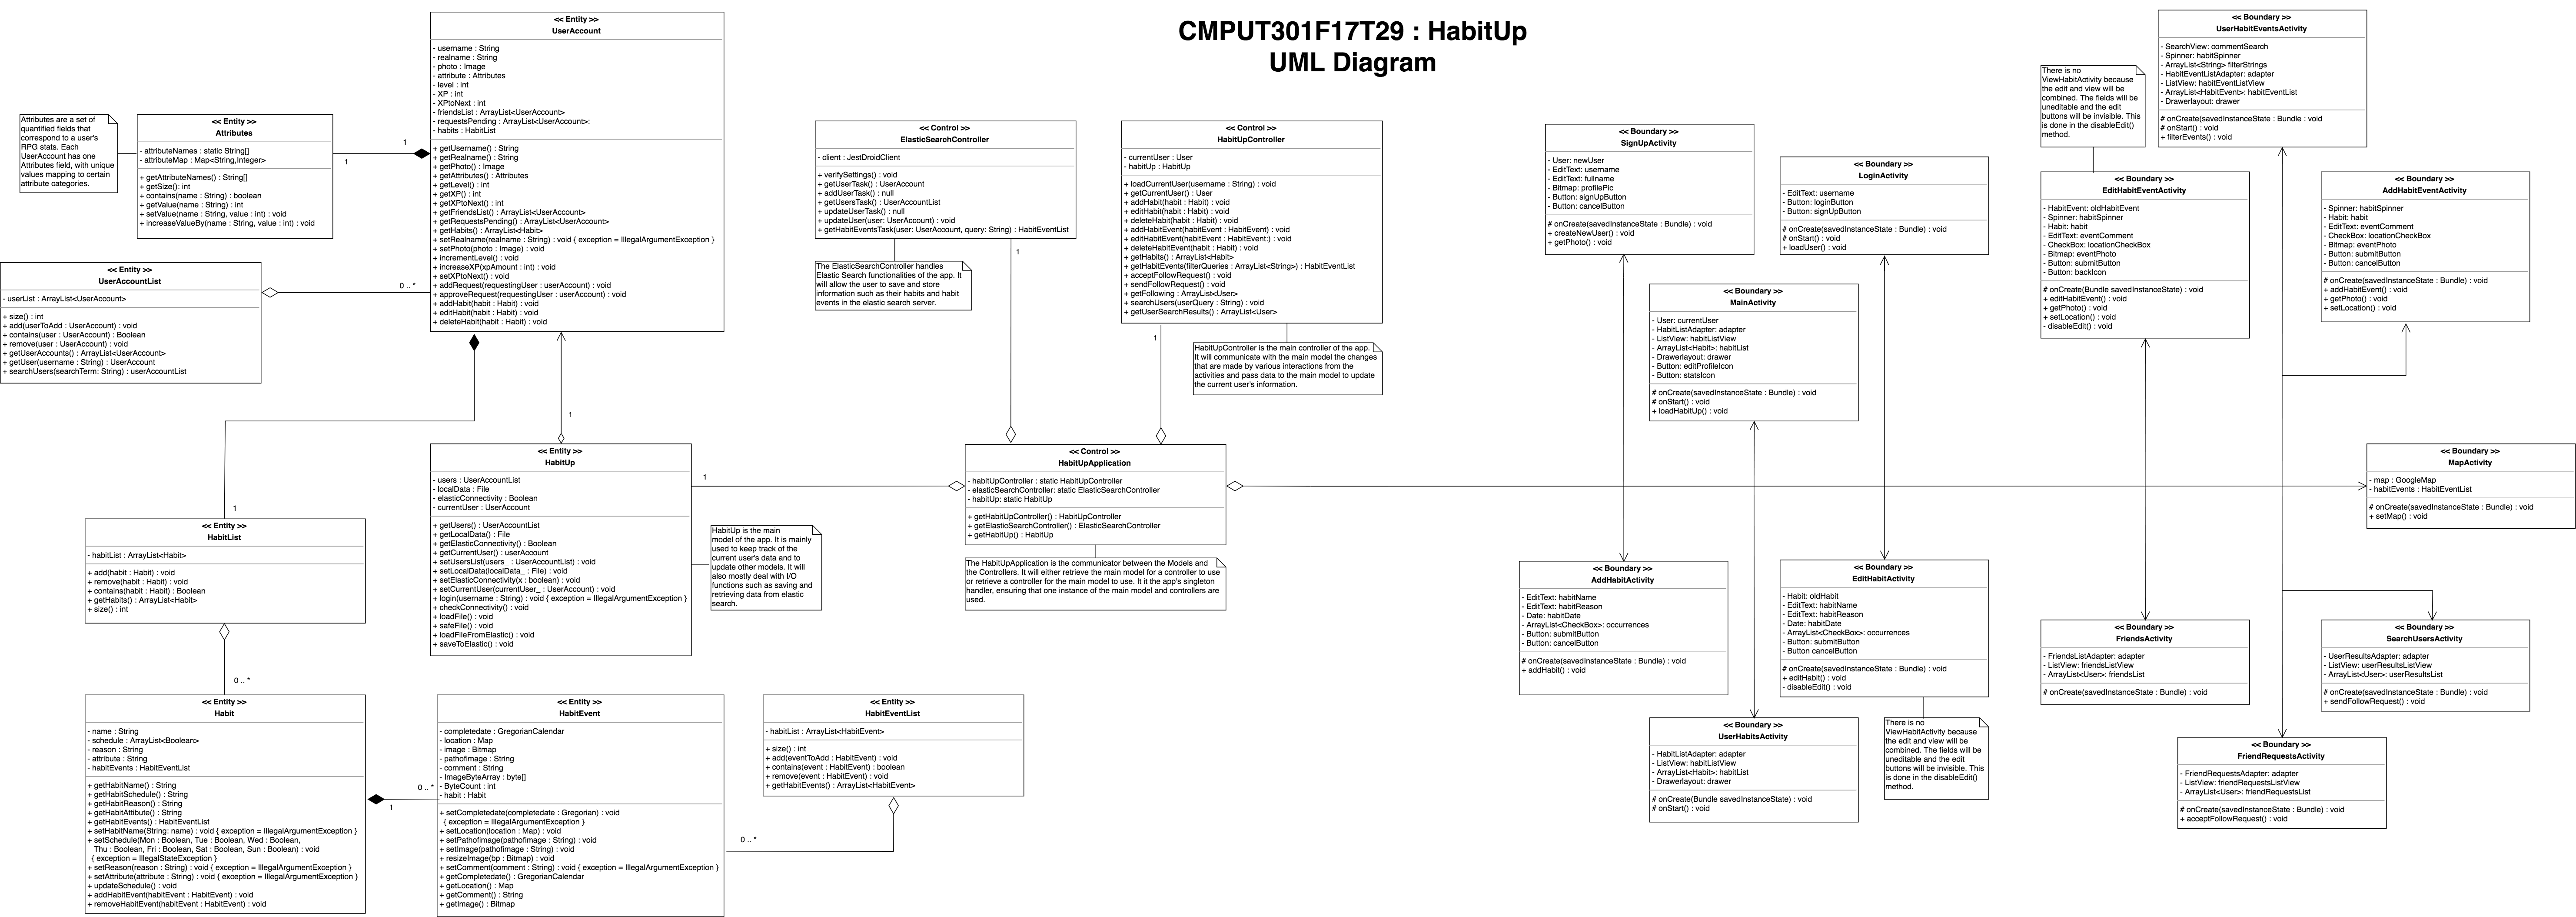 CMPUT301F17T29 : HabitUp
UML Diagram
Attributes are a set of
quantified fields that
correspond to a user's
RPG stats. Each
UserAccount has one
Attributes field, with unique
values mapping to certain
attribute categories.
<< Entity >>
Attributes
- attributeNames : static String[]
- attributeMap : Map<String,Integer>
+ getAttributeNames() : String[]
+ getSize(): int
+ contains(name : String) : boolean
+ getValue(name : String) : int
+ setValue(name : String, value : int) : void
+ increaseValueBy(name : String, value : int) : void
1
1
<< Entity >>
UserAccount
- username : String
- realname : String
- photo : Image
- attribute : Attributes
- level : int
- XP : int
- XPtoNext : int
- friendsList : ArrayList<UserAccount>
- requestsPending : ArrayList<UserAccount>:
- habits : HabitList
+ getUsername() : String
+ getRealname() : String
+ getPhoto() : Image
+ getAttributes() : Attributes
+ getLevel() : int
+ getXP() : int
+ getXPtoNext() : int
+ getFriendsList() : ArrayList<UserAccount>
+ getRequestsPending() : ArrayList<UserAccount>
+ getHabits() : ArrayList<Habit>
+ setRealname(realname : String) : void { exception = IllegalArgumentException }
+ setPhoto(photo : Image) : void
+ incrementLevel() : void
+ increaseXP(xpAmount : int) : void
+ setXPtoNext() : void
+ addRequest(requestingUser : userAccount) : void
+ approveRequest(requestingUser : userAccount) : void
+ addHabit(habit : Habit) : void
+ editHabit(habit : Habit) : void
+ deleteHabit(habit : Habit) : void
<< Entity >>
UserAccountList
- userList : ArrayList<UserAccount>
+ size() : int
+ add(userToAdd : UserAccount) : void
+ contains(user : UserAccount) : Boolean
+ remove(user : UserAccount) : void
+ getUserAccounts() : ArrayList<UserAccount>
+ getUser(username : String) : UserAccount
+ searchUsers(searchTerm: String) : userAccountList
0 .. *
<< Control >>
ElasticSearchController
- client : JestDroidClient
+ verifySettings() : void
+ getUserTask() : UserAccount
+ addUserTask() : null
+ getUsersTask() : UserAccountList
+ updateUserTask() : null
+ updateUser(user: UserAccount) : void
+ getHabitEventsTask(user: UserAccount, query: String) : HabitEventList
The ElasticSearchController handles
Elastic Search functionalities of the app. It
will allow the user to save and store
information such as their habits and habit
events in the elastic search server.
1
<< Control >>
HabitUpController
- currentUser : User
- habitUp : HabitUp
+ loadCurrentUser(username : String) : void
+ getCurrentUser() : User
+ addHabit(habit : Habit) : void
+ editHabit(habit : Habit) : void
+ deleteHabit(habit : Habit) : void
+ addHabitEvent(habitEvent : HabitEvent) : void
+ editHabitEvent(habitEvent : HabitEvent:) : void
+ deleteHabitEvent(habit : Habit) : void
+ getHabits() : ArrayList<Habit>
+ getHabitEvents(filterQueries : ArrayList<String>) : HabitEventList
+ acceptFollowRequest() : void
+ sendFollowRequest() : void
+ getFollowing : ArrayList<User>
+ searchUsers(userQuery : String) : void
+ getUserSearchResults() : ArrayList<User>
1
HabitUpController is the main controller of the app.
It will communicate with the main model the changes
that are made by various interactions from the
activities and pass data to the main model to update
the current user's information.
<< Entity >>
HabitUp
- users : UserAccountList
- localData : File
- elasticConnectivity : Boolean
- currentUser : UserAccount
+ getUsers() : UserAccountList
+ getLocalData() : File
+ getElasticConnectivity() : Boolean
+ getCurrentUser() : userAccount
+ setUsersList(users_ : UserAccountList) : void
+ setLocalData(localData_ : File) : void
+ setElasticConnectivity(x : boolean) : void
+ setCurrentUser(currentUser_ : UserAccount) : void
+ login(username : String) : void { exception = IllegalArgumentException }
+ checkConnectivity() : void
+ loadFile() : void
+ safeFile() : void
+ loadFileFromElastic() : void
+ saveToElastic() : void
1
1
HabitUp is the main
model of the app. It is mainly
used to keep track of the
current user's data and to
update other models. It will
also mostly deal with I/O
functions such as saving and
retrieving data from elastic
search.
<< Control >>
HabitUpApplication
- habitUpController : static HabitUpController
- elasticSearchController: static ElasticSearchController
- habitUp: static HabitUp
+ getHabitUpController() : HabitUpController
+ getElasticSearchController() : ElasticSearchController
+ getHabitUp() : HabitUp
The HabitUpApplication is the communicator between the Models and
the Controllers. It will either retrieve the main model for a controller to use
or retrieve a controller for the main model to use. It it the app's singleton
handler, ensuring that one instance of the main model and controllers are
used.
1
<< Entity >>
HabitList
- habitList : ArrayList<Habit>
+ add(habit : Habit) : void
+ remove(habit : Habit) : void
+ contains(habit : Habit) : Boolean
+ getHabits() : ArrayList<Habit>
+ size() : int
0 .. *
<< Entity >>
Habit
- name : String
- schedule : ArrayList<Boolean>
- reason : String
- attribute : String
- habitEvents : HabitEventList
+ getHabitName() : String
+ getHabitSchedule() : String
+ getHabitReason() : String
+ getHabitAttibute() : String
+ getHabitEvents() : HabitEventList
+ setHabitName(String: name) : void { exception = IllegalArgumentException }
+ setSchedule(Mon : Boolean, Tue : Boolean, Wed : Boolean,
Thu : Boolean, Fri : Boolean, Sat : Boolean, Sun : Boolean) : void
{ exception = IllegalStateException }
+ setReason(reason : String) : void { exception = IllegalArgumentException }
+ setAttribute(attribute : String) : void { exception = IllegalArgumentException }
+ updateSchedule() : void
+ addHabitEvent(habitEvent : HabitEvent) : void
+ removeHabitEvent(habitEvent : HabitEvent) : void
0 .. *
1
<< Entity >>
HabitEvent
- completedate : GregorianCalendar
- location : Map
- image : Bitmap
- pathofimage : String
- comment : String
- ImageByteArray : byte[]
- ByteCount : int
- habit : Habit
+ setCompletedate(completedate : Gregorian) : void
{ exception = IllegalArgumentException }
+ setLocation(location : Map) : void
+ setPathofimage(pathofimage : String) : void
+ setImage(pathofimage : String) : void
+ resizeImage(bp : Bitmap) : void
+ setComment(comment : String) : void { exception = IllegalArgumentException }
+ getCompletedate() : GregorianCalendar
+ getLocation() : Map
+ getComment() : String
+ getImage() : Bitmap
<< Entity >>
HabitEventList
- habitList : ArrayList<HabitEvent>
+ size() : int
+ add(eventToAdd : HabitEvent) : void
+ contains(event : HabitEvent) : boolean
+ remove(event : HabitEvent) : void
+ getHabitEvents() : ArrayList<HabitEvent>
0 .. *
<< Boundary >>
SignUpActivity
- User: newUser
- EditText: username
- EditText: fullname
- Bitmap: profilePic
- Button: signUpButton
- Button: cancelButton
# onCreate(savedInstanceState : Bundle) : void
+ createNewUser() : void
+ getPhoto() : void
<< Boundary >>
LoginActivity
- EditText: username
- Button: loginButton
- Button: signUpButton
# onCreate(savedInstanceState : Bundle) : void
# onStart() : void
+ loadUser() : void
<< Boundary >>
MainActivity
- User: currentUser
- HabitListAdapter: adapter
- ListView: habitListView
- ArrayList<Habit>: habitList
- Drawerlayout: drawer
- Button: editProfileIcon
- Button: statsIcon
# onCreate(savedInstanceState : Bundle) : void
# onStart() : void
+ loadHabitUp() : void
<< Boundary >>
AddHabitActivity
- EditText: habitName
- EditText: habitReason
- Date: habitDate
- ArrayList<CheckBox>: occurrences
- Button: submitButton
- Button: cancelButton
# onCreate(savedInstanceState : Bundle) : void
+ addHabit() : void
<< Boundary >>
EditHabitActivity
- Habit: oldHabit
- EditText: habitName
- EditText: habitReason
- Date: habitDate
- ArrayList<CheckBox>: occurrences
- Button: submitButton
- Button cancelButton
# onCreate(savedInstanceState : Bundle) : void
+ editHabit() : void
- disableEdit() : void
There is no
ViewHabitActivity because
the edit and view will be
combined. The fields will be
uneditable and the edit
buttons will be invisible. This
is done in the disableEdit()
method.
<< Boundary >>
UserHabitsActivity
- HabitListAdapter: adapter
- ListView: habitListView
- ArrayList<Habit>: habitList
- Drawerlayout: drawer
# onCreate(Bundle savedInstanceState) : void
# onStart() : void
There is no
ViewHabitActivity because
the edit and view will be
combined. The fields will be
uneditable and the edit
buttons will be invisible. This
is done in the disableEdit()
method.
<< Boundary >>
UserHabitEventsActivity
- SearchView: commentSearch
- Spinner: habitSpinner
- ArrayList<String> filterStrings
- HabitEventListAdapter: adapter
- ListView: habitEventListView
- ArrayList<HabitEvent>: habitEventList
- Drawerlayout: drawer
# onCreate(savedInstanceState : Bundle : void
# onStart() : void
+ filterEvents() : void
<< Boundary >>
EditHabitEventActivity
- HabitEvent: oldHabitEvent
- Spinner: habitSpinner
- Habit: habit
- EditText: eventComment
- CheckBox: locationCheckBox
- Bitmap: eventPhoto
- Button: submitButton
- Button: backIcon
# onCreate(Bundle savedInstanceState) : void
+ editHabitEvent() : void
+ getPhoto() : void
+ setLocation() : void
- disableEdit() : void
<< Boundary >>
AddHabitEventActivity
- Spinner: habitSpinner
- Habit: habit
- EditText: eventComment
- CheckBox: locationCheckBox
- Bitmap: eventPhoto
- Button: submitButton
- Button: cancelButton
# onCreate(savedInstanceState : Bundle) : void
+ addHabitEvent() : void
+ getPhoto() : void
+ setLocation() : void
<< Boundary >>
MapActivity
- map : GoogleMap
- habitEvents : HabitEventList
# onCreate(savedInstanceState : Bundle) : void
+ setMap() : void
<< Boundary >>
FriendsActivity
- FriendsListAdapter: adapter
- ListView: friendsListView
- ArrayList<User>: friendsList
# onCreate(savedInstanceState : Bundle) : void
<< Boundary >>
SearchUsersActivity
- UserResultsAdapter: adapter
- ListView: userResultsListView
- ArrayList<User>: userResultsList
# onCreate(savedInstanceState : Bundle) : void
+ sendFollowRequest() : void
<< Boundary >>
FriendRequestsActivity
- FriendRequestsAdapter: adapter
- ListView: friendRequestsListView
- ArrayList<User>: friendRequestsList
# onCreate(savedInstanceState : Bundle) : void
+ acceptFollowRequest() : void